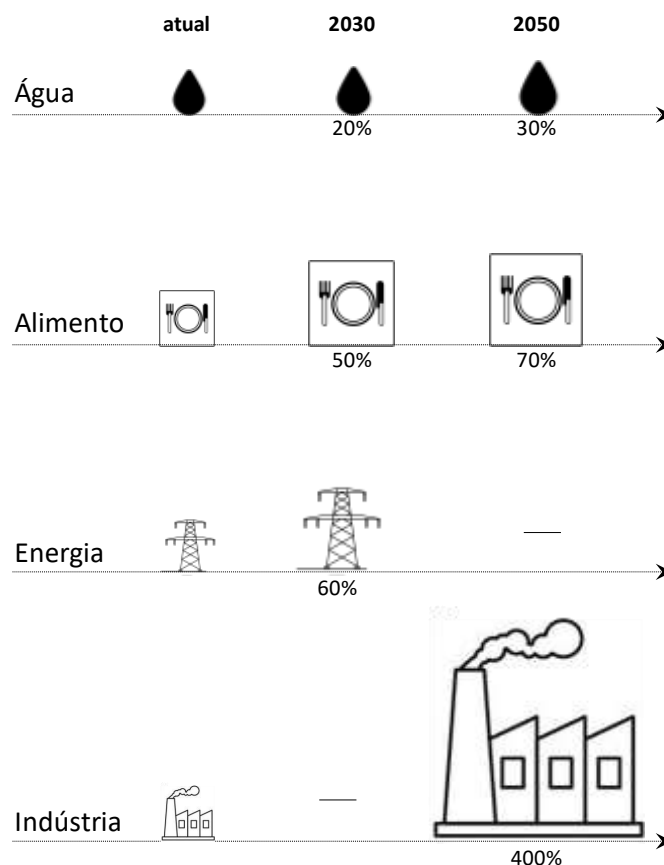 atual 2030 2050
Água
20% 30%
Alimento
50% 70%
Energia
60%
Indústria
400%